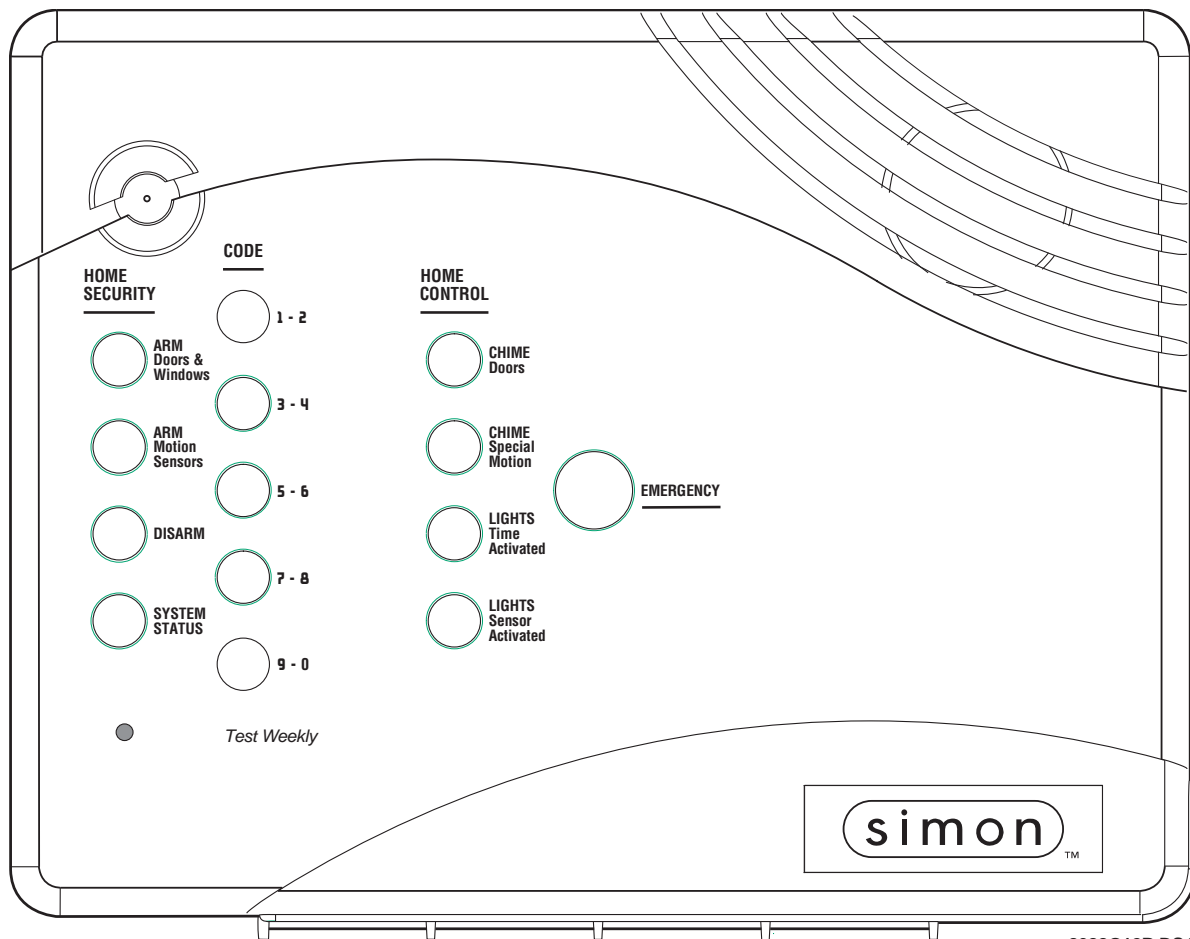 CODE
HOME
SECURITY
HOME
CONTROL
1 - 2
ARM
Doors &
Windows
CHIME
Doors
3 - 4
ARM
Motion
Sensors
CHIME
Special
Motion
5 - 6
EMERGENCY
DISARM
LIGHTS
Time
Activated
7 - 8
SYSTEM
STATUS
LIGHTS
Sensor
Activated
9 - 0
Test Weekly
simon
TM